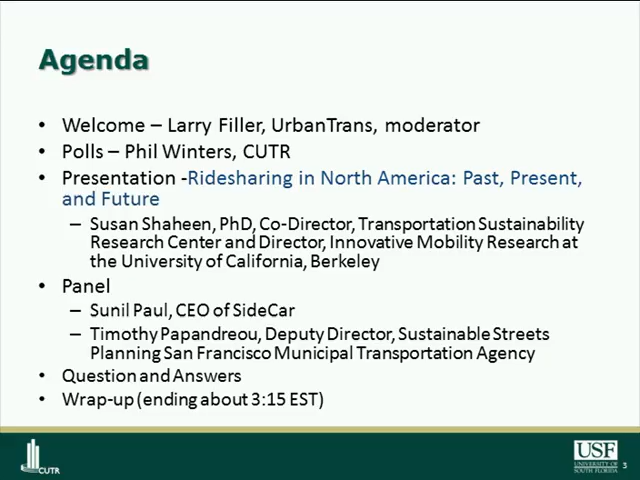 Agenda
• Welcome – Larry Filler, UrbanTrans, moderator
• Polls – Phil Winters, CUTR
• Presentation -Ridesharing in North America: Past, Present,
and Future
– Susan Shaheen, PhD, Co-Director, Transportation Sustainability
Research Center and Director, Innovative Mobility Research at
the University of California, Berkeley
• Panel
– Sunil Paul, CEO of SideCar
– Timothy Papandreou, Deputy Director, Sustainable Streets
Planning San Francisco Municipal Transportation Agency
• Question and Answers
• Wrap-up (ending about 3:15 EST)
CUTR
USF
UNIVERSITY OF
SOUTH FLORIDA
3